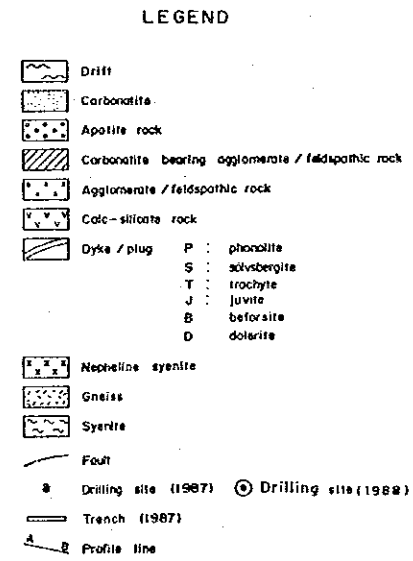 LEGEND
Drift
Carbonatite
Apatite rock
Carbonatite bearing agglomerate / feldspathic rock
Agglomerate / feldspathic rock
Calc-silicate rock
Dyke / plug P : phonolite
S : sölvsbergite
T : trachyte
J : juvite
B beforsite
D dolerite
Nepheline syenite
Gneiss
Syenite
Fault
Drilling site (1987) Drilling site (1988)
Trench (1987)
A B Profile line